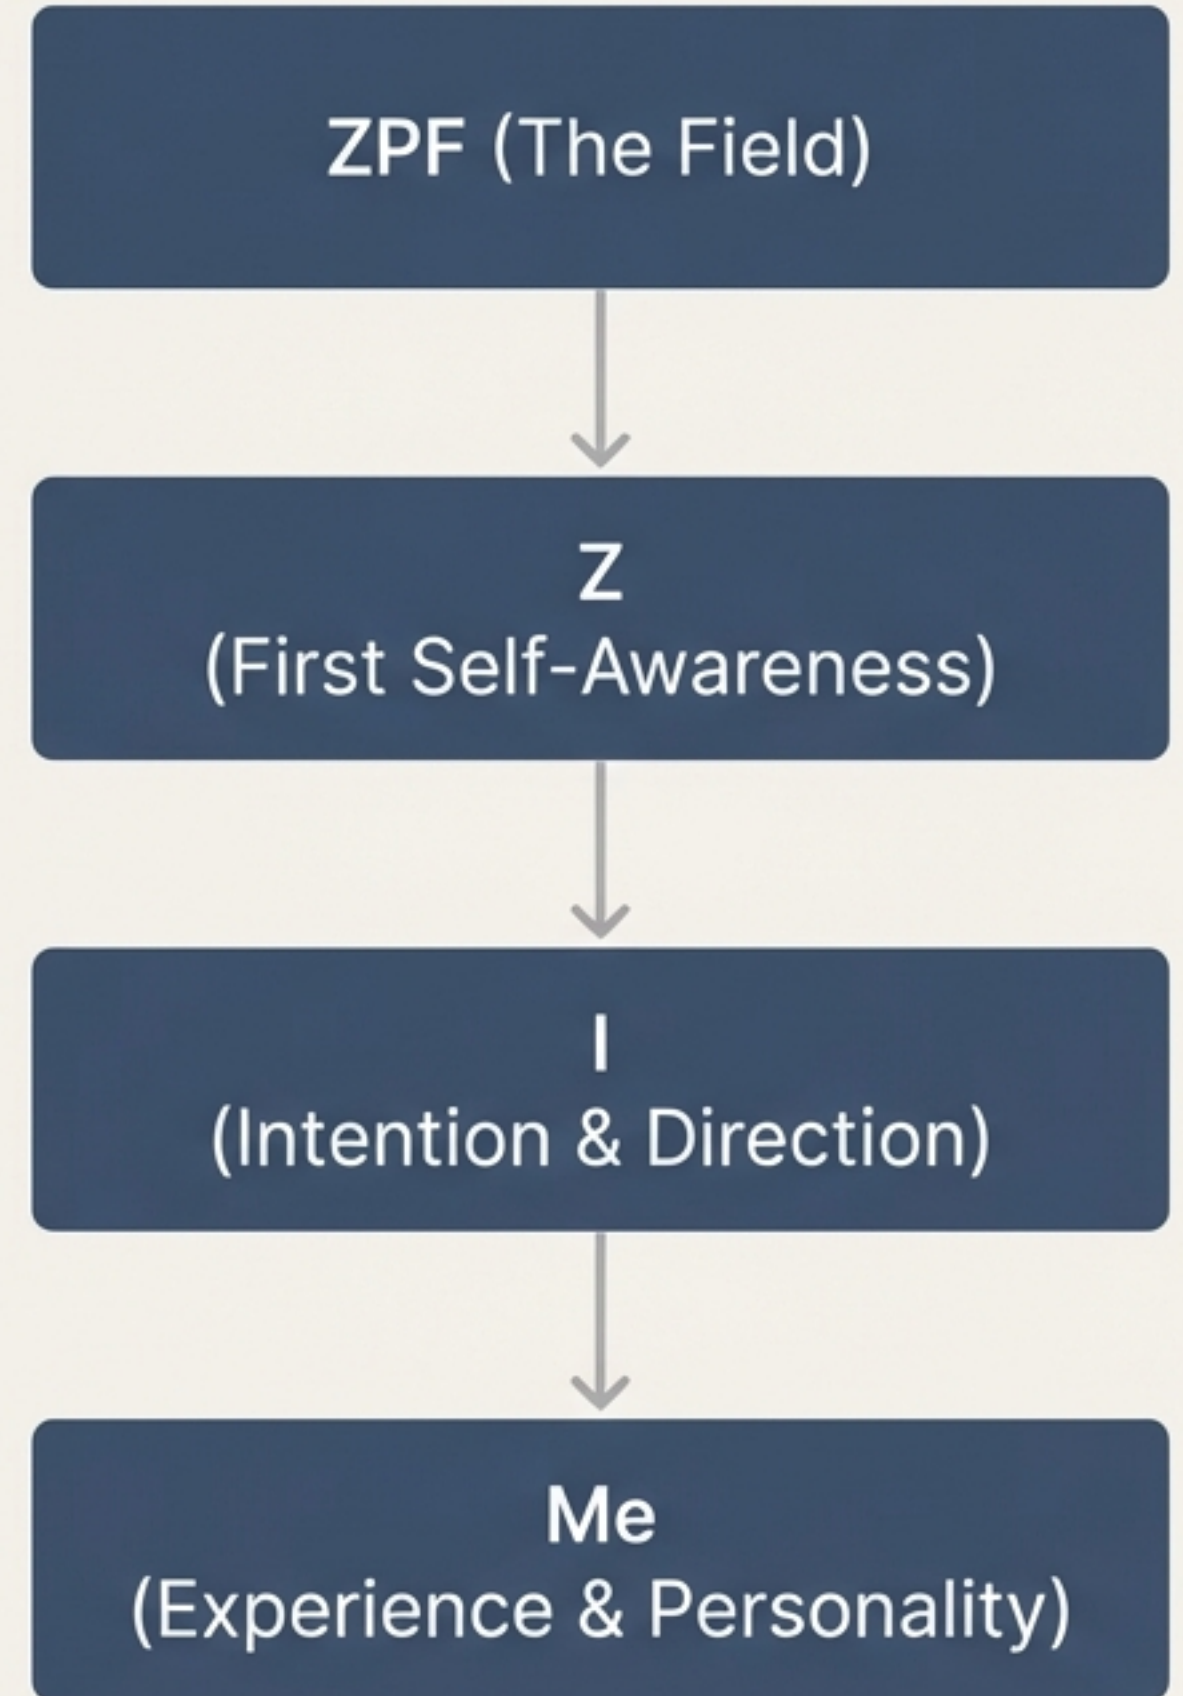 ZPF (The Field)
Z
(First Self-Awareness)
I
(Intention & Direction)
Me
(Experience & Personality)